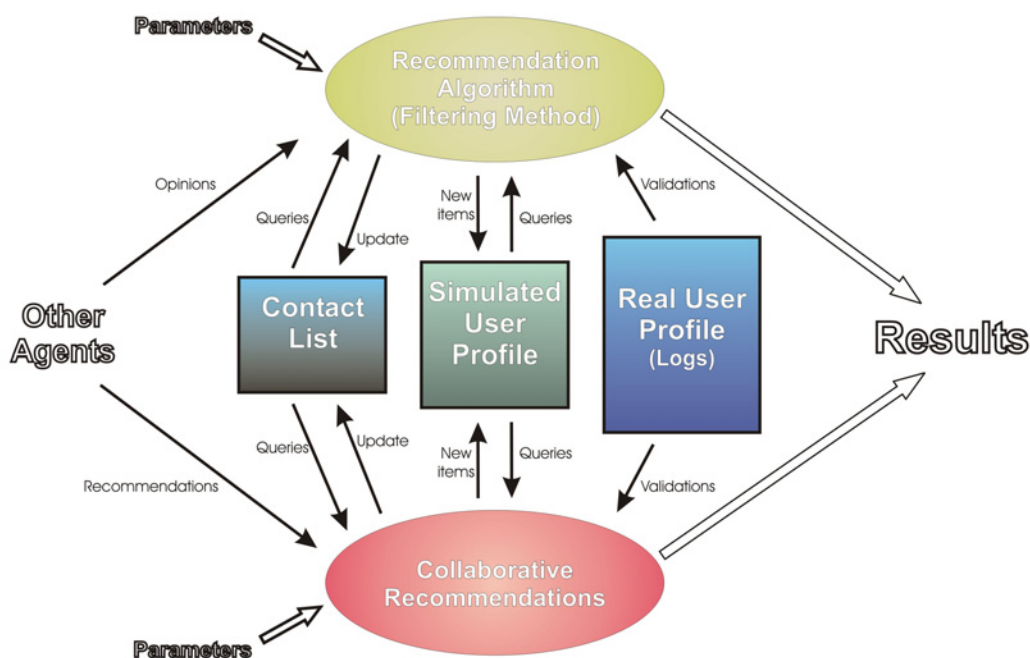 Parameters
Recommendation
Algorithm
(Filtering Method)
Opinions
Queries
Update
New
items
Queries
Validations
Other
Agents
Contact
List
Simulated
User
Profile
Real User
Profile
(Logs)
Results
Recommendations
Queries
Update
New
items
Queries
Validations
Collaborative
Recommendations
Parameters